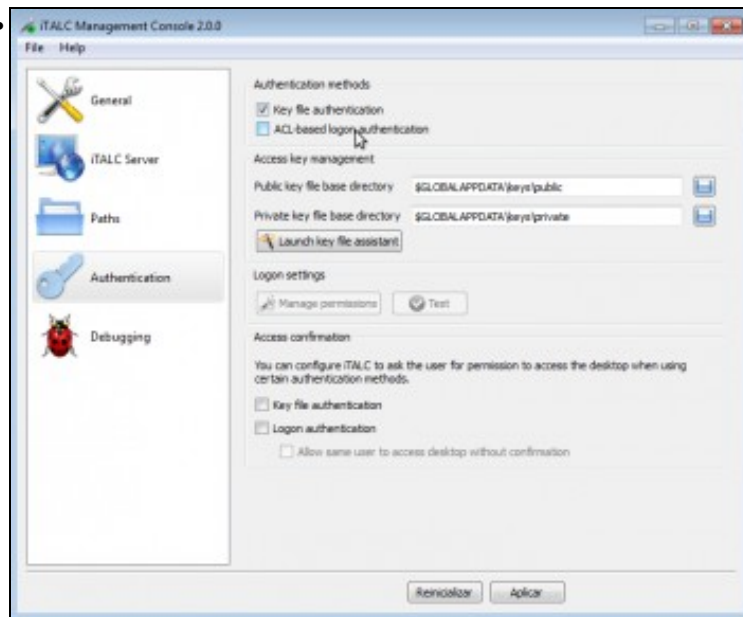 iTALC Management Console 2.0.0
File Help
General
iTALC Server
Paths
Authentication
Debugging
Authentication methods
Key file authentication
ACL-based logon authentication
Access key management
Public key file base directory $GLOBALAPPDATA\keys\public
Private key file base directory $GLOBALAPPDATA\keys\private
Launch key file assistant
Logon settings
Manage permissions Test
Access confirmation
You can configure iTALC to ask the user for permission to access the desktop when using
certain authentication methods.
Key file authentication
Logon authentication
Allow same user to access desktop without confirmation
Reinicializar Aplicar